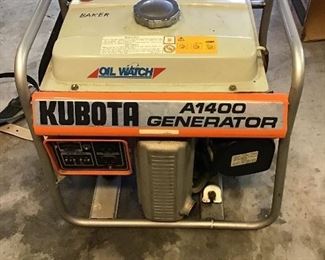 BAKER
OIL WATCH
KUBOTA
A1400
GENERATOR